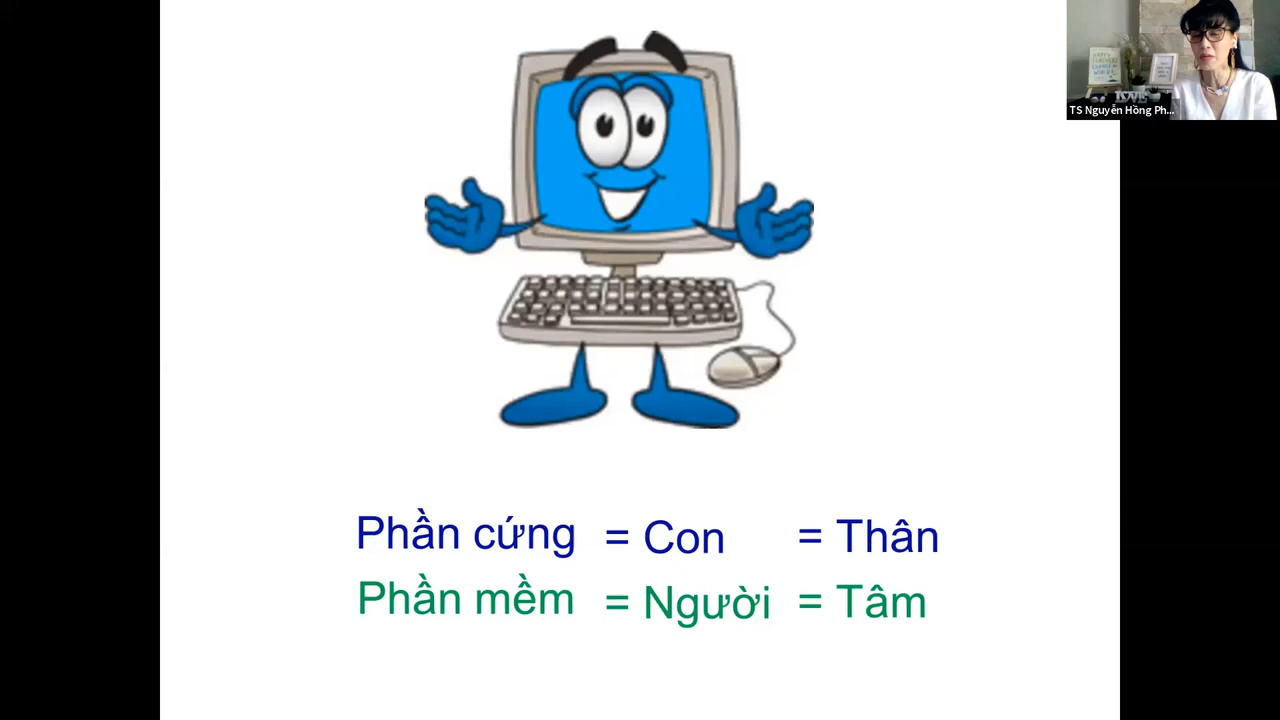 TS Nguyễn Hồng Ph...
Phần cứng = Con = Thân
Phần mềm = Người = Tâm